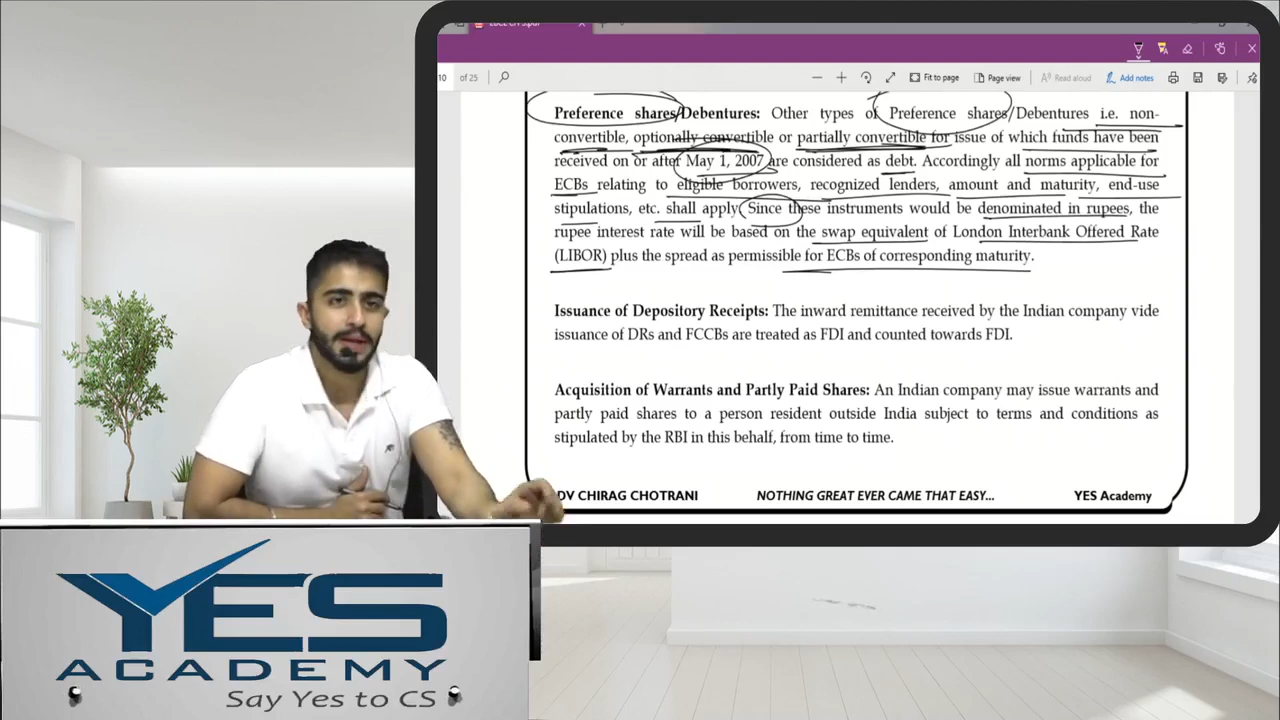 10 of 25
Fit to page
Page view
Read aloud
Add notes
Preference shares/Debentures: Other types of Preference shares/Debentures i.e. non-
convertible, optionally convertible or partially convertible for issue of which funds have been
received on or after May 1, 2007 are considered as debt. Accordingly all norms applicable for
ECBs relating to eligible borrowers, recognized lenders, amount and maturity, end-use
stipulations, etc. shall apply. Since these instruments would be denominated in rupees, the
rupee interest rate will be based on the swap equivalent of London Interbank Offered Rate
(LIBOR) plus the spread as permissible for ECBs of corresponding maturity.
Issuance of Depository Receipts: The inward remittance received by the Indian company vide
issuance of DRs and FCCBs are treated as FDI and counted towards FDI.
Acquisition of Warrants and Partly Paid Shares: An Indian company may issue warrants and
partly paid shares to a person resident outside India subject to terms and conditions as
stipulated by the RBI in this behalf, from time to time.
DV CHIRAG CHOTRANI NOTHING GREAT EVER CAME THAT EASY... YES Academy
YES
ACADEMY
Say Yes to CS